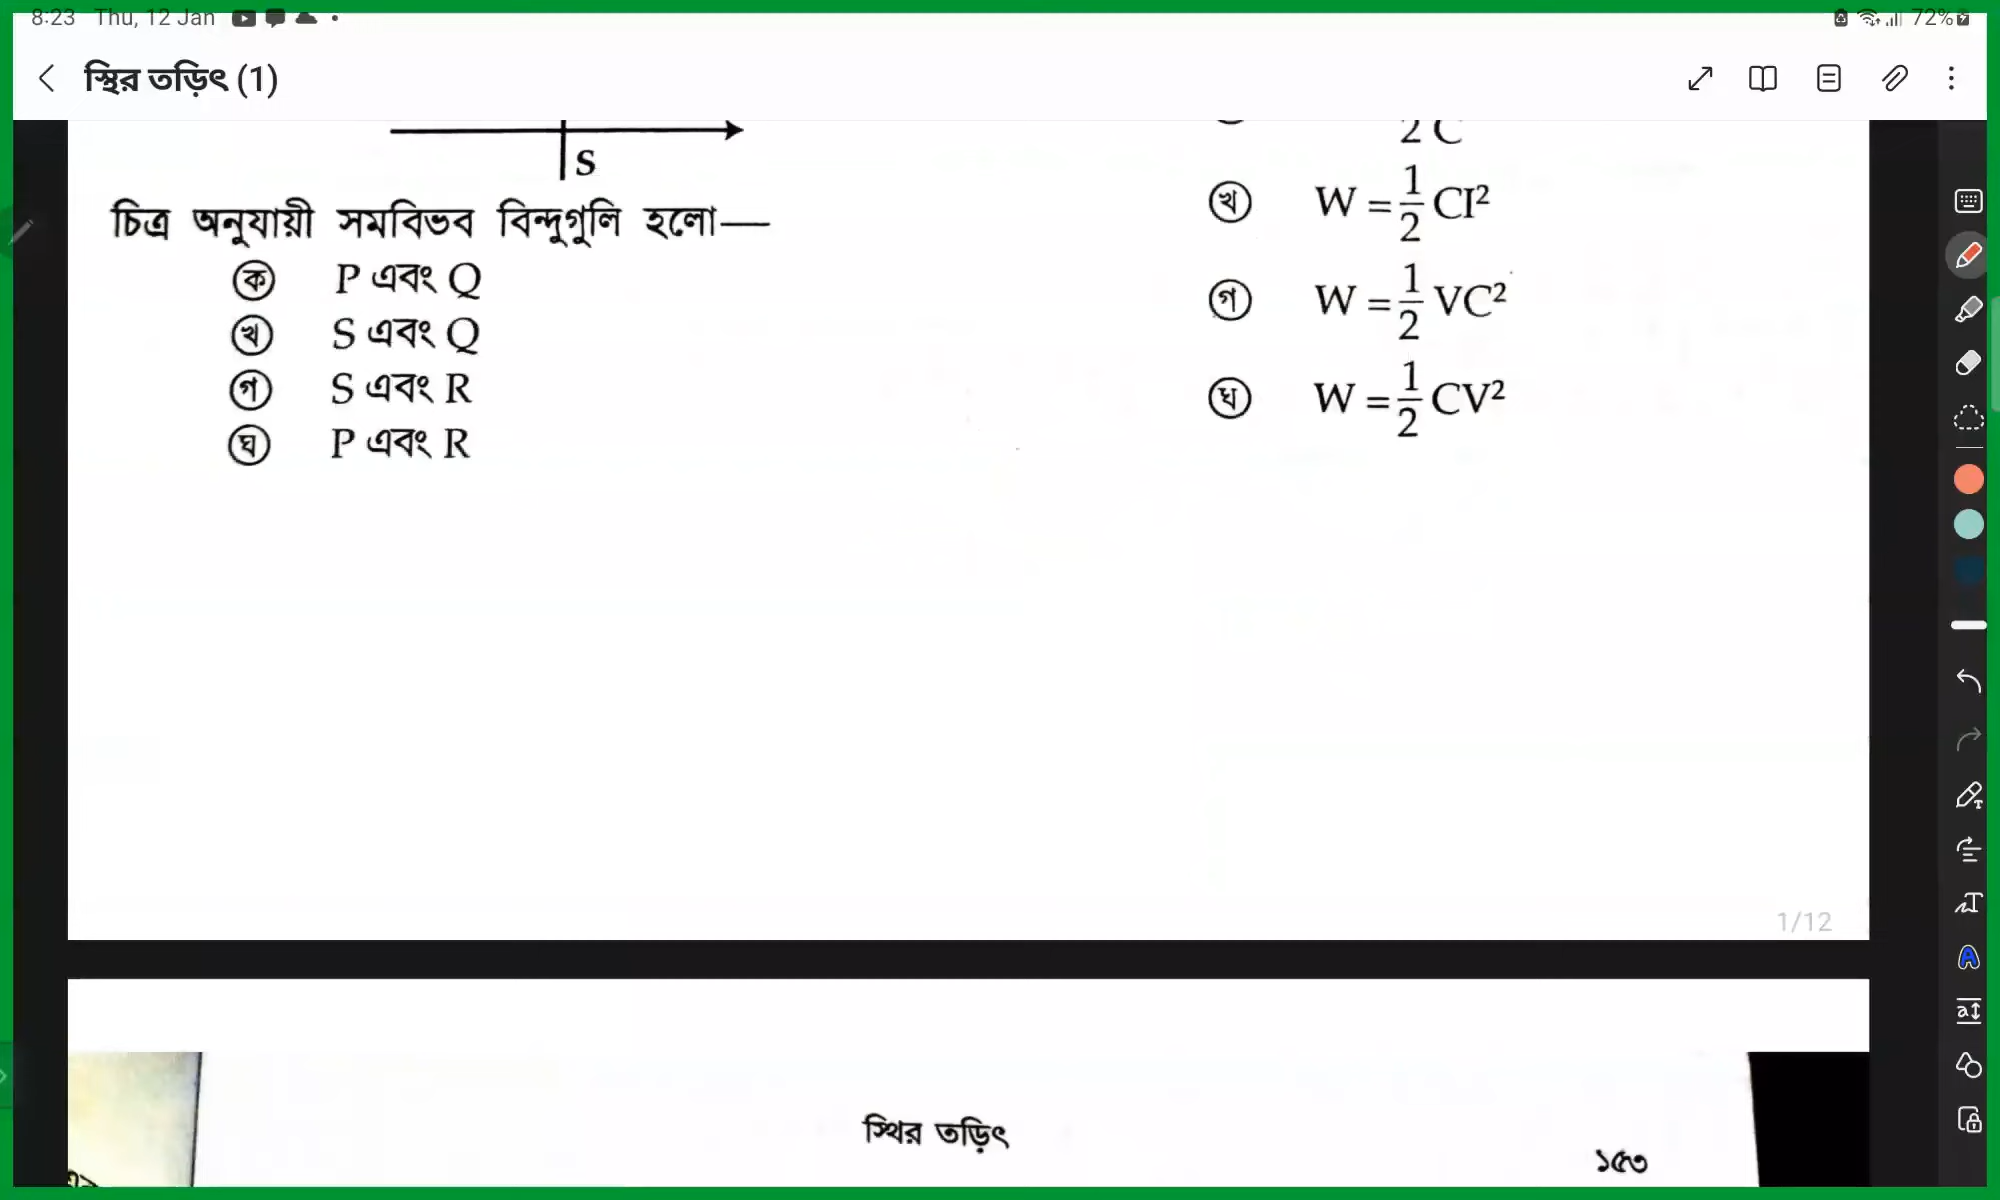 8:23 Thu, 12 Jan
72%
স্থির তড়িৎ (1)
S
চিত্র অনুযায়ী সমবিভব বিন্দুগুলি হলো—
ক P এবং Q
খ S এবং Q
গ S এবং R
ঘ P এবং R
2 C
খ W = 1/2 CI²
গ W = 1/2 VC²
ঘ W = 1/2 CV²
1/12
স্থির তড়িৎ
১৫৩